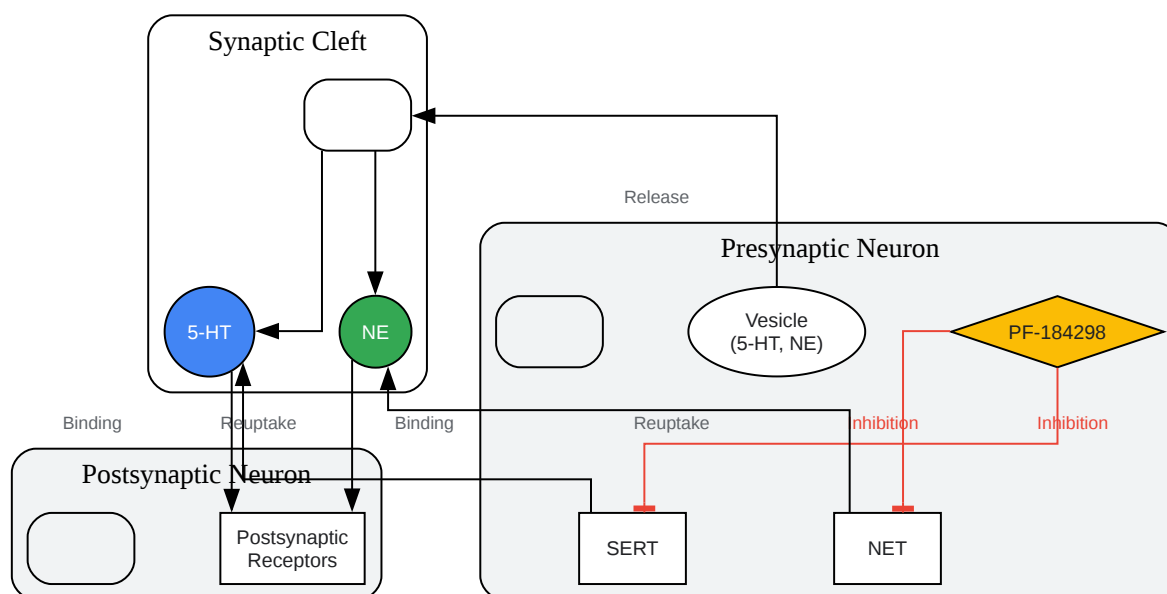 Synaptic Cleft
Release
Presynaptic Neuron
5-HT
NE
Vesicle
(5-HT, NE)
PF-184298
Binding
Reuptake
Binding
Reuptake
Inhibition
Inhibition
Postsynaptic Neuron
Postsynaptic
Receptors
SERT
NET